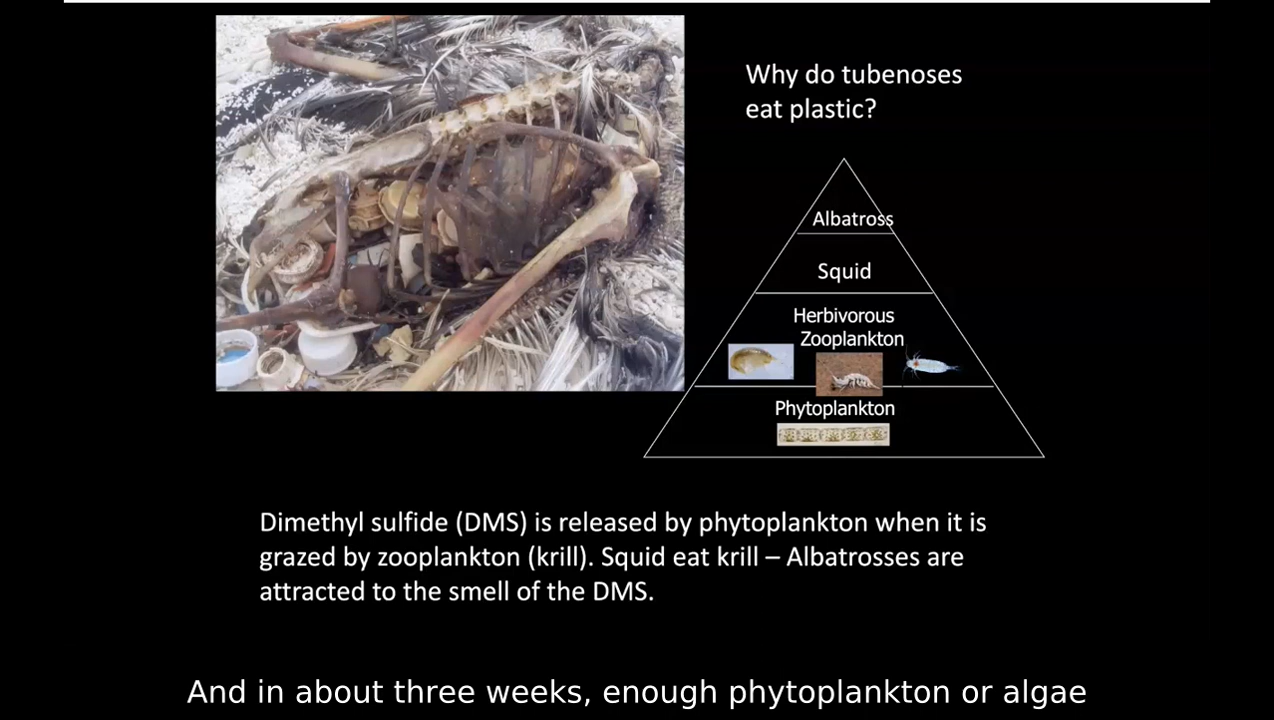 Why do tubenoses
eat plastic?
Albatross
Squid
Herbivorous
Zooplankton
Phytoplankton
Dimethyl sulfide (DMS) is released by phytoplankton when it is
grazed by zooplankton (krill). Squid eat krill – Albatrosses are
attracted to the smell of the DMS.
And in about three weeks, enough phytoplankton or algae